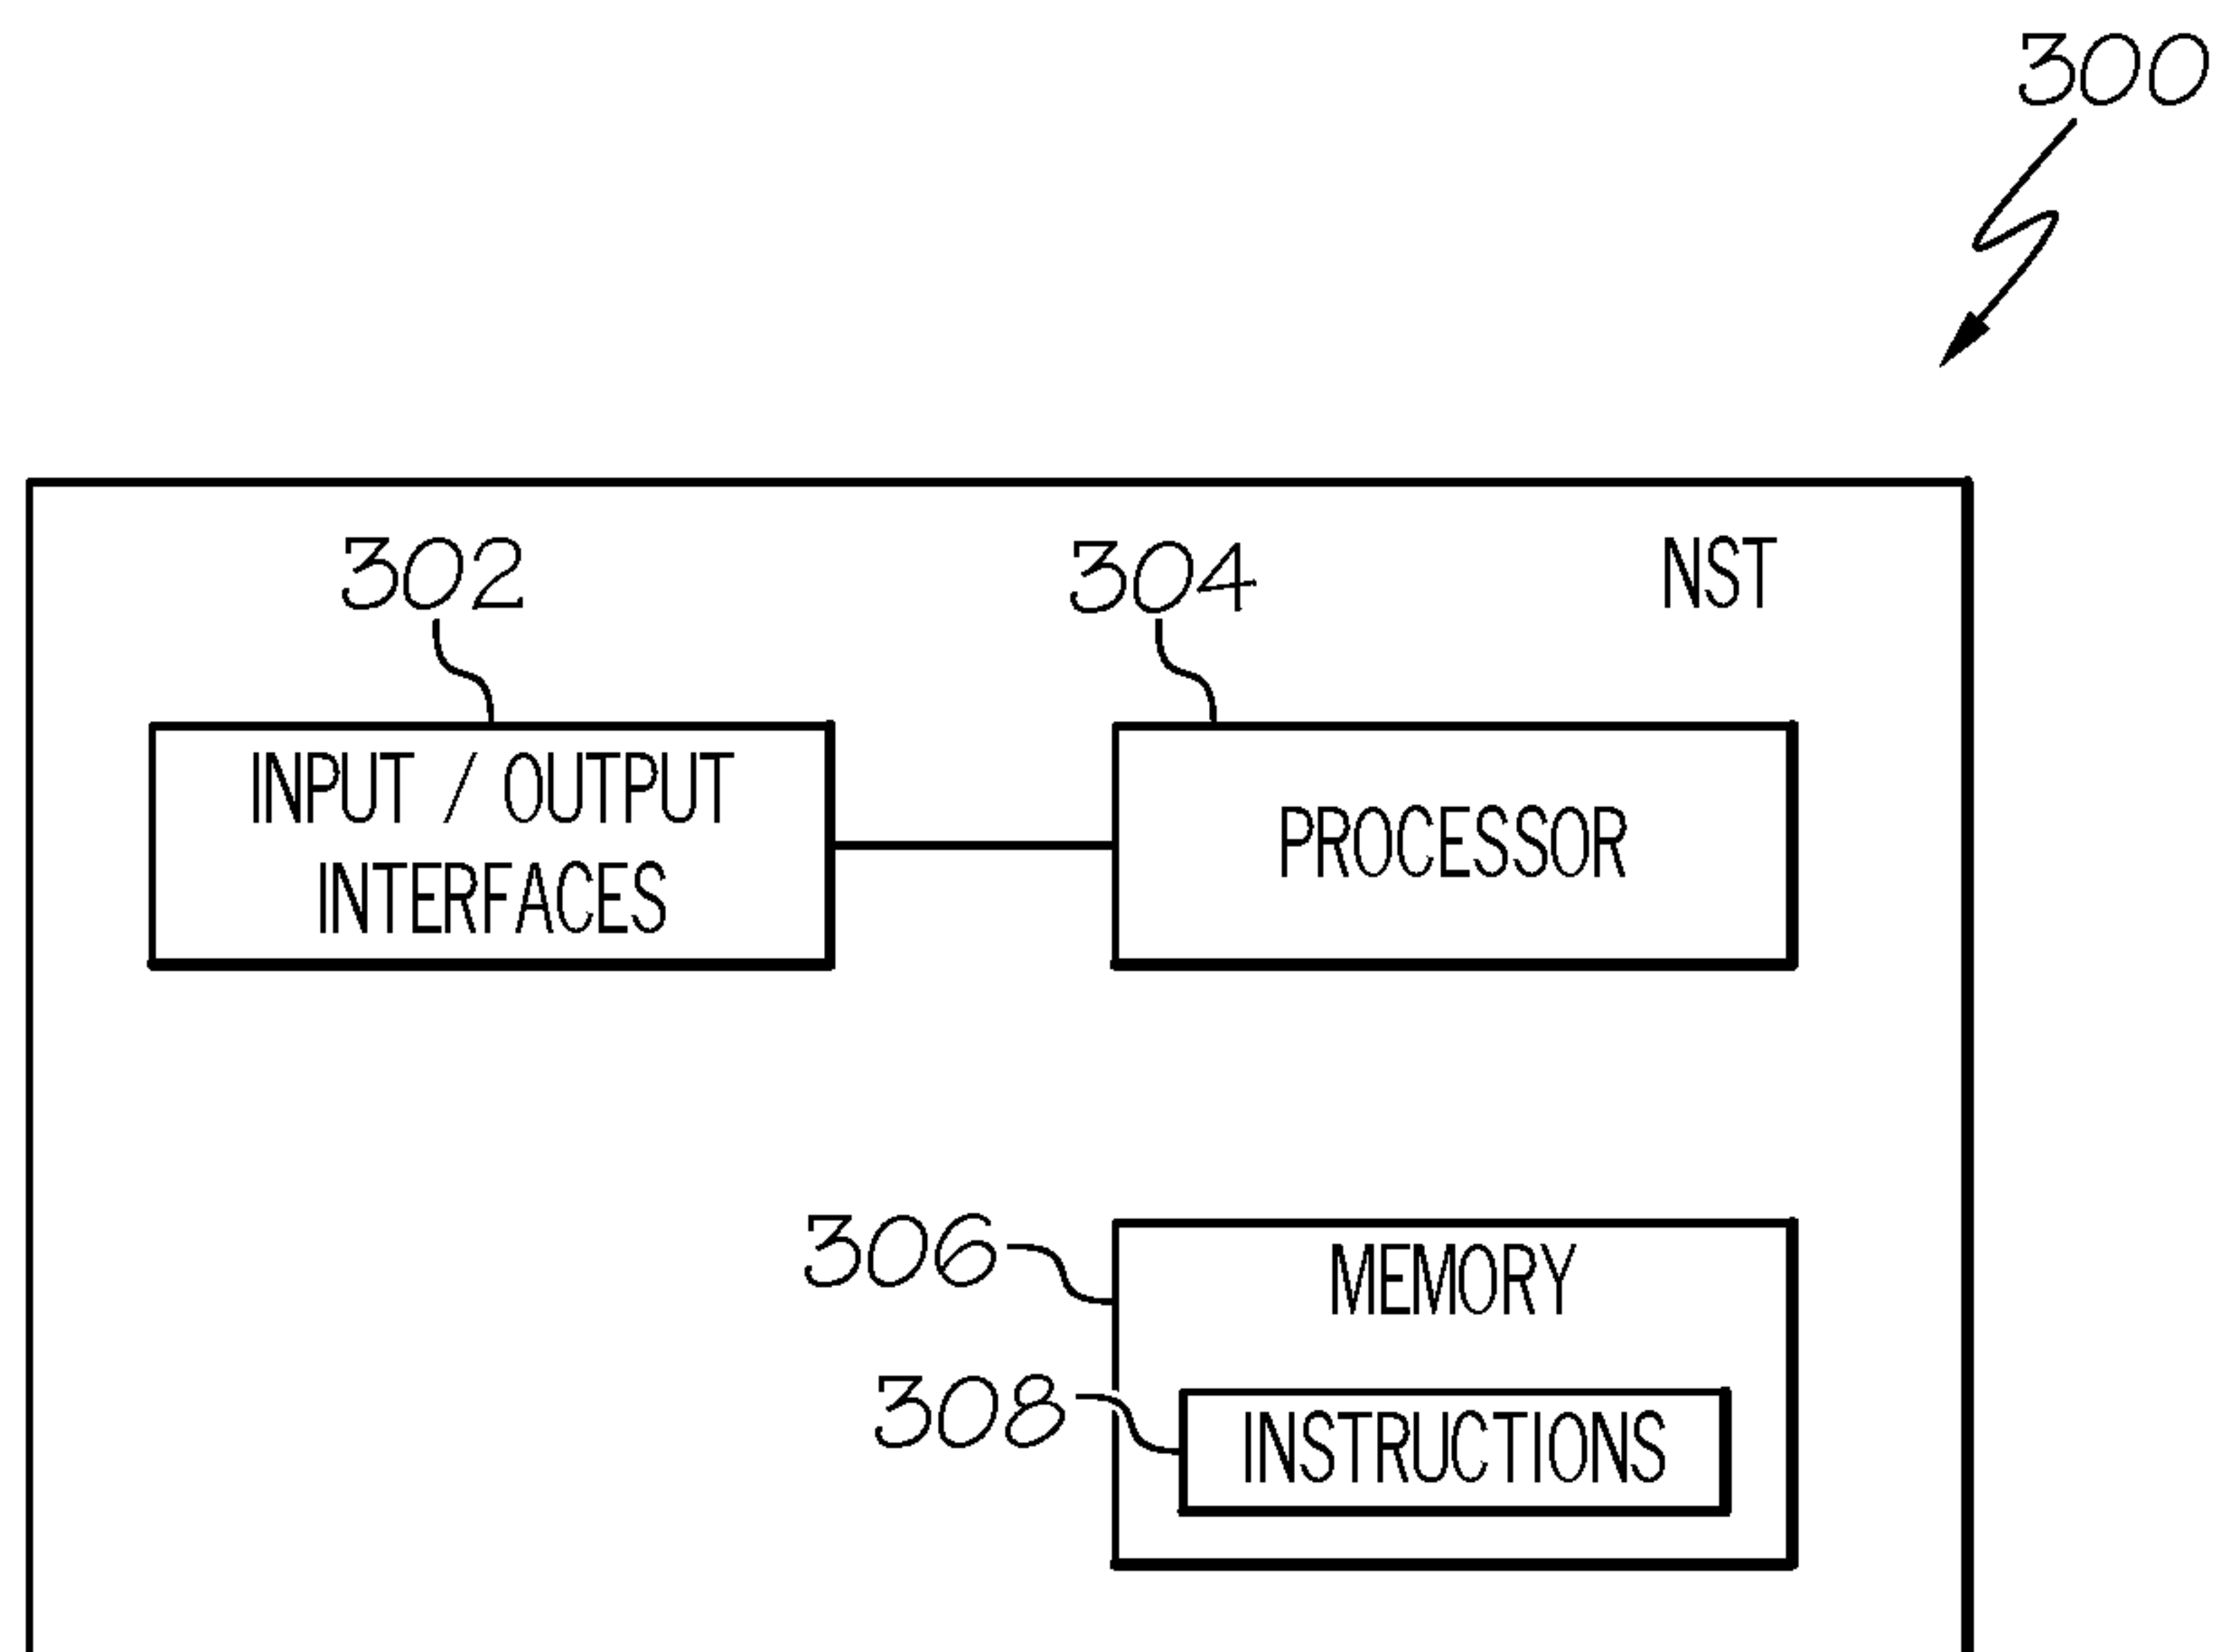 300
302
304
NST
INPUT / OUTPUT
INTERFACES
PROCESSOR
306
MEMORY
308
INSTRUCTIONS